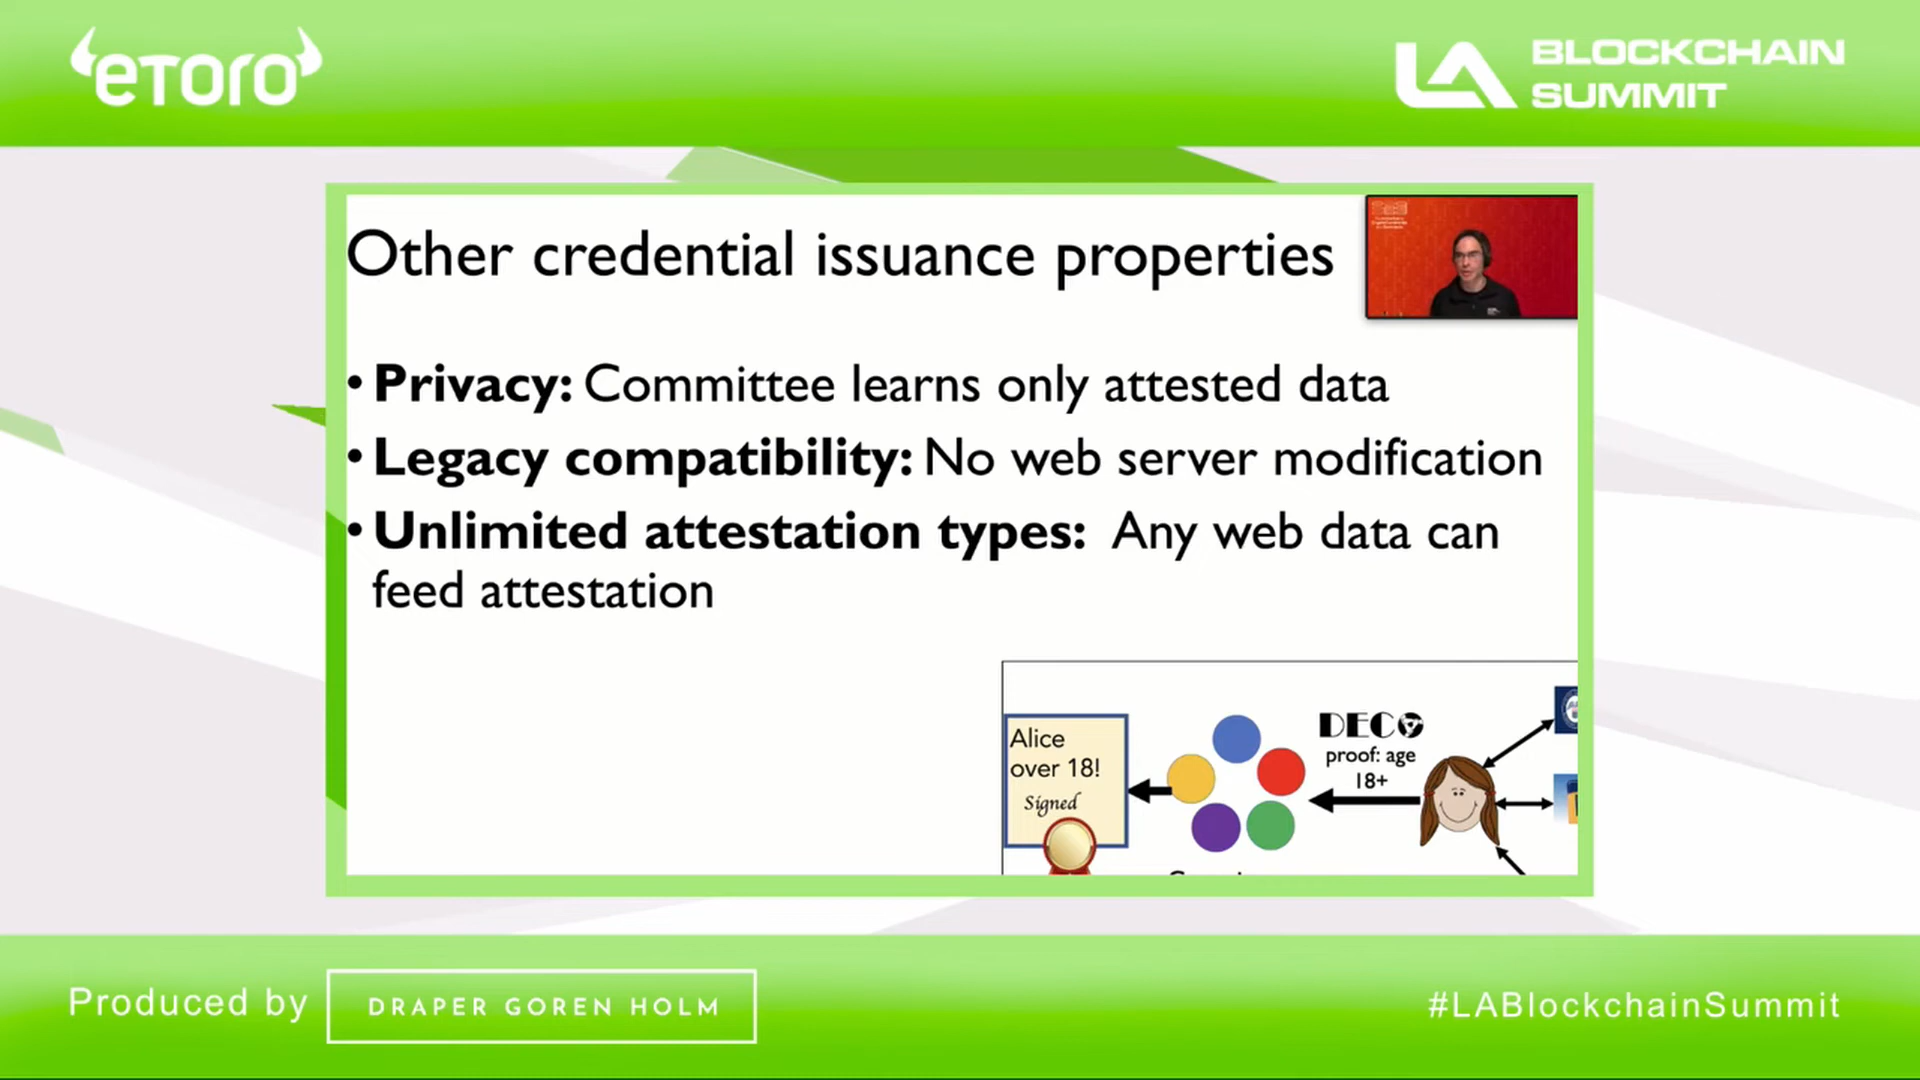 eTORO
LA BLOCKCHAIN
SUMMIT
Other credential issuance properties
• Privacy: Committee learns only attested data
• Legacy compatibility: No web server modification
• Unlimited attestation types: Any web data can
feed attestation
DECO
proof: age
18+
Alice
over 18!
Signed
Produced by
DRAPER GOREN HOLM
#LABlockchainSummit